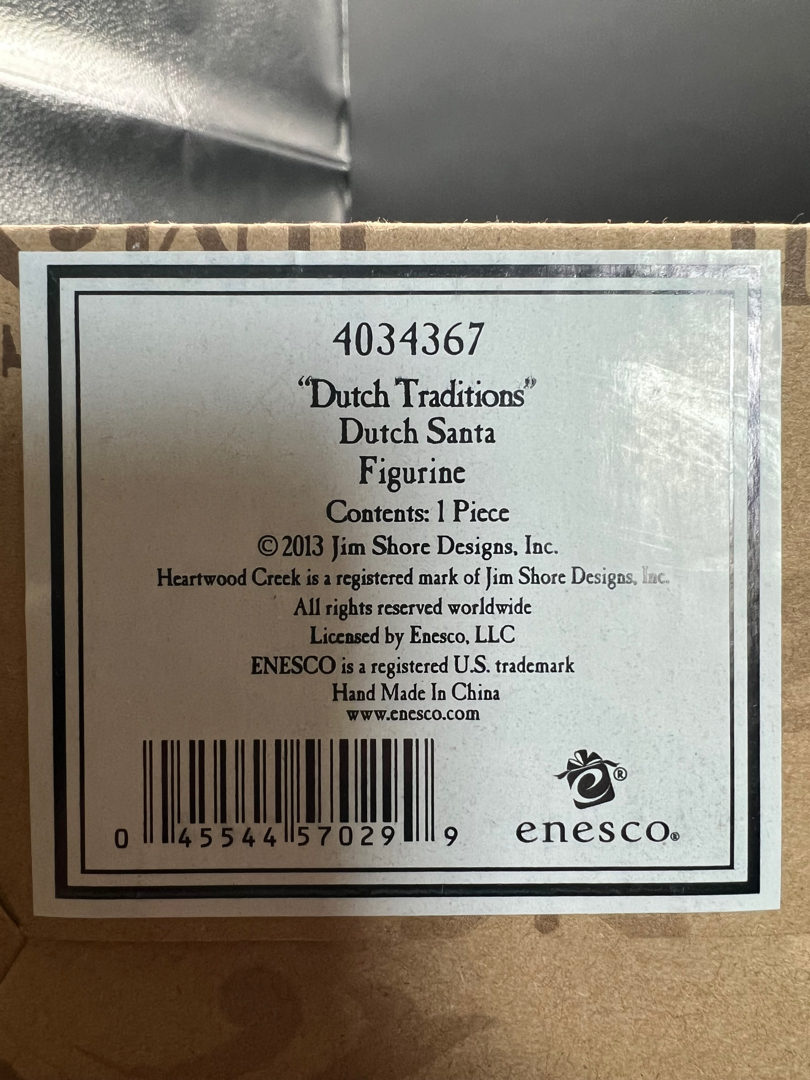 4034367
“Dutch Traditions”
Dutch Santa
Figurine
Contents: 1 Piece
© 2013 Jim Shore Designs, Inc.
Heartwood Creek is a registered mark of Jim Shore Designs, Inc.
All rights reserved worldwide
Licensed by Enesco, LLC
ENESCO is a registered U.S. trademark
Hand Made In China
www.enesco.com
0 45544 57029 9
e®
enesco®